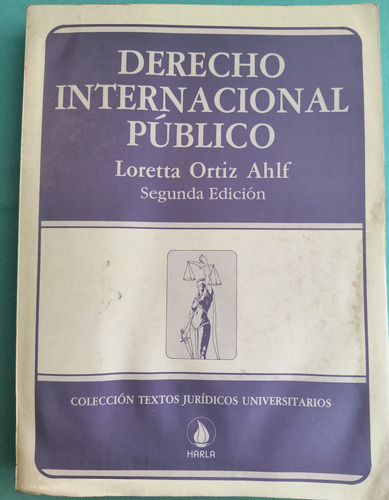 DERECHO
INTERNACIONAL
PÚBLICO
Loretta Ortiz Ahlf
Segunda Edición
COLECCIÓN TEXTOS JURÍDICOS UNIVERSITARIOS
HARLA